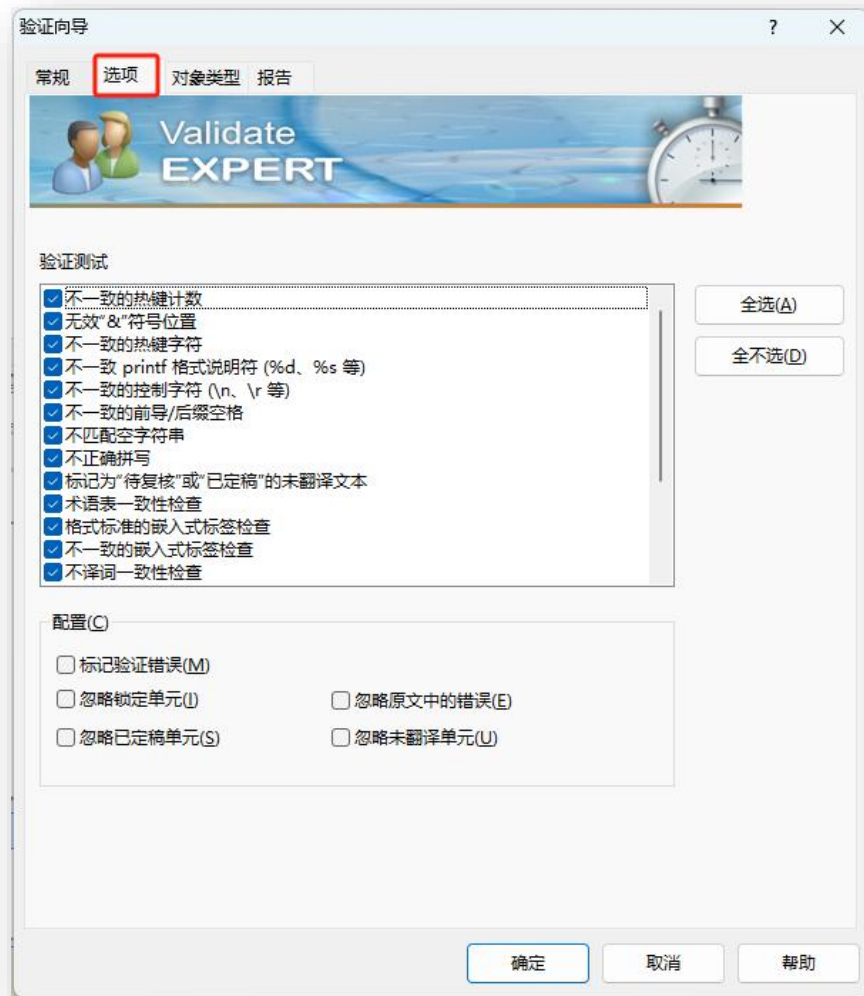 验证向导
?
常规 选项 对象类型 报告
Validate
EXPERT
验证测试
不一致的热键计数
无效"&"符号位置
不一致的热键字符
不一致 printf 格式说明符 (%d、%s 等)
不一致的控制字符 (\n、\r 等)
不一致的前导/后缀空格
不匹配空字符串
不正确拼写
标记为"待复核"或"已定稿"的未翻译文本
术语表一致性检查
格式标准的嵌入式标签检查
不一致的嵌入式标签检查
不译词一致性检查
全选(A)
全不选(D)
配置(C)
标记验证错误(M)
忽略锁定单元(I) 忽略原文中的错误(E)
忽略已定稿单元(S) 忽略未翻译单元(U)
确定 取消 帮助